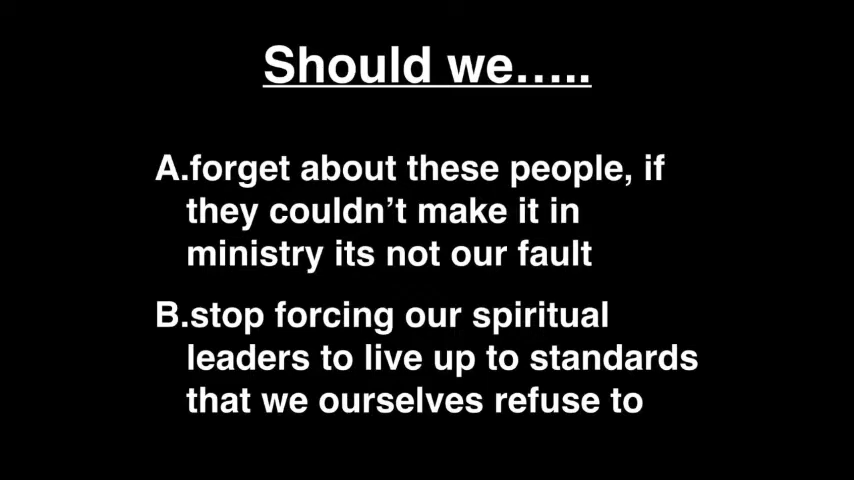 Should we.....
A.forget about these people, if
they couldn't make it in
ministry its not our fault
B.stop forcing our spiritual
leaders to live up to standards
that we ourselves refuse to